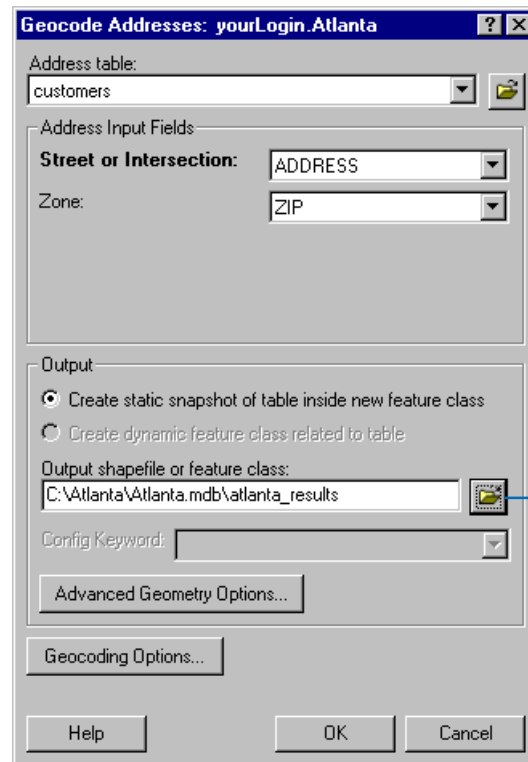 Geocode Addresses: yourLogin.Atlanta
Address table:
customers
Address Input Fields
Street or Intersection: ADDRESS
Zone: ZIP
Output
Create static snapshot of table inside new feature class
Create dynamic feature class related to table
Output shapefile or feature class:
C:\Atlanta\Atlanta.mdb\atlanta_results
Config Keyword:
Advanced Geometry Options...
Geocoding Options...
Help OK Cancel